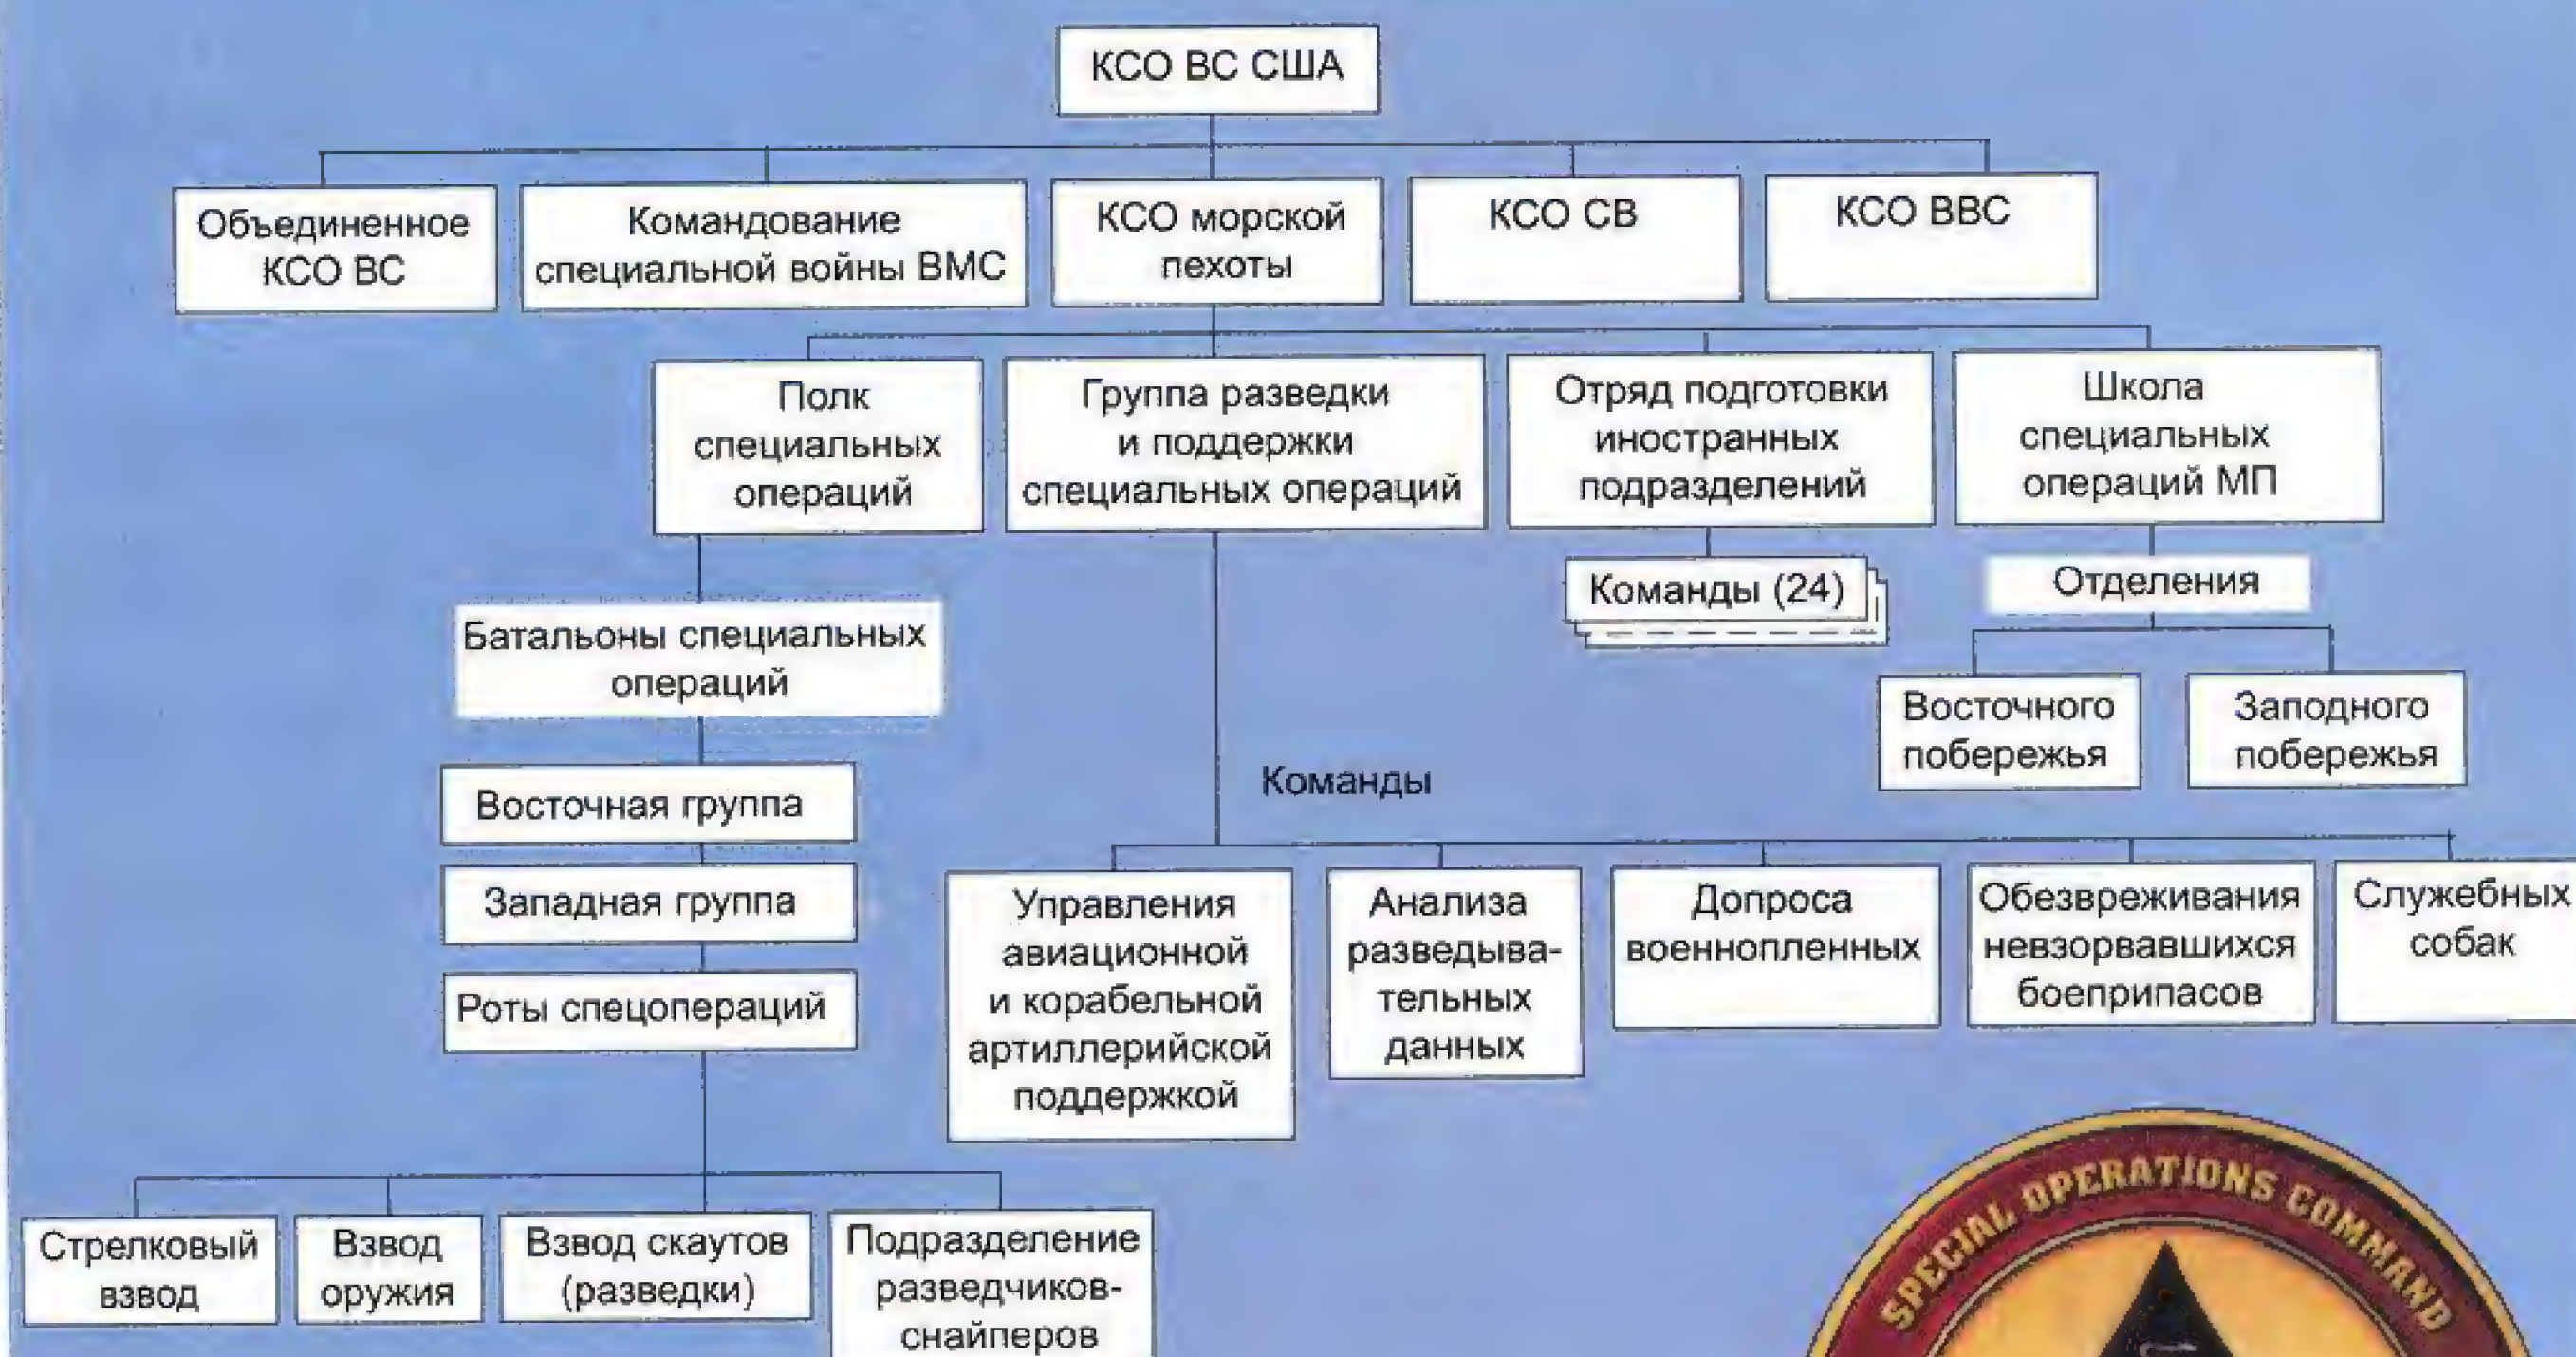 КСО ВС США
Объединенное
КСО ВС
Командование
специальной войны ВМС
КСО морской
пехоты
КСО СВ
КСО ВВС
Полк
специальных
операций
Группа разведки
и поддержки
специальных операций
Отряд подготовки
иностранных
подразделений
Школа
специальных
операций МП
Команды (24)
Отделения
Восточного
побережья
Заподного
побережья
Батальоны специальных
операций
Восточная группа
Западная группа
Роты спецопераций
Команды
Управления
авиационной
и корабельной
артиллерийской
поддержкой
Анализа
разведыва-
тельных
данных
Допроса
военнопленных
Обезвреживания
невзорвавшихся
боеприпасов
Служебных
собак
Стрелковый
взвод
Взвод
оружия
Взвод скаутов
(разведки)
Подразделение
разведчиков-
снайперов
SPECIAL OPERATIONS COMMAND